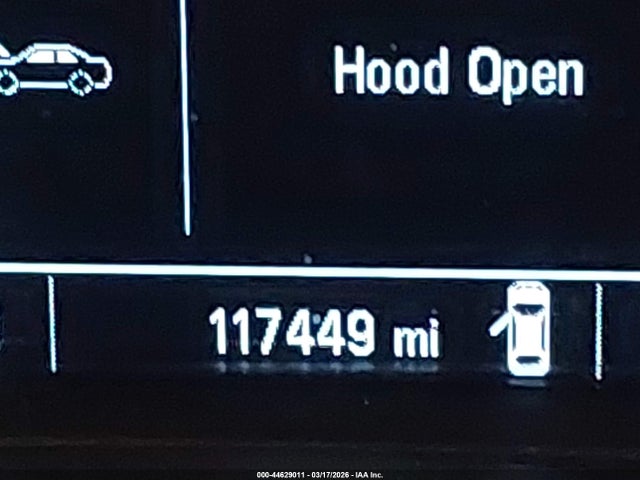 Hood Open
117449 mi
000-44629011 - 03/17/2026 - IAA Inc.